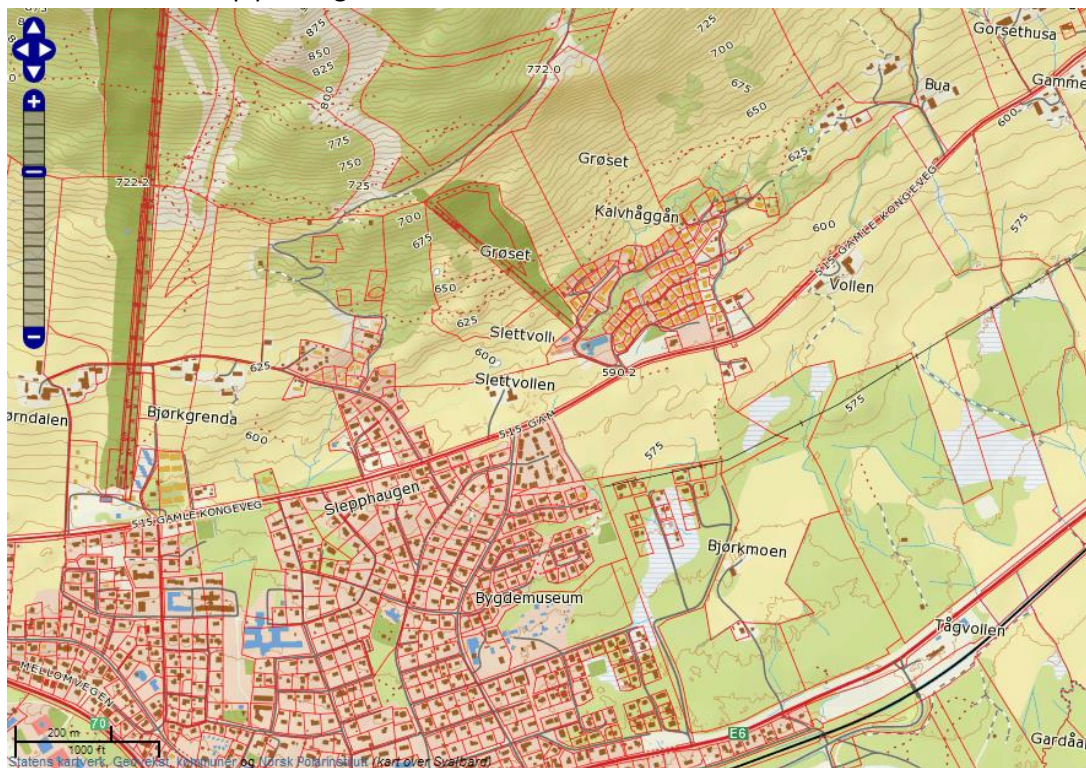 875
875
850
850
825
800
772.0
725
700
675
650
Gorsethusa
Bua
Gamme
600
775
750
725
722.2
Grøset
625
Kalvhåggån
700
675
Grøset
650
625
600
575
515 GAMLE KONGEVEG
Vollen
Slettvoll
600
590.2
625
Slettvollen
ørndalen
Bjørkgrenda
600
515 GAM
575
575
Slepphaugen
515 GAMLE KONGEVEG
Bjørkmoen
Bygdemuseum
Tågvollen
MELLOMVEGEN
70
E6
Gardåa
200 m
1000 ft
Statens kartverk, Geovekst, kommuner og Norsk Polarinstitutt (kart over Svalbard)